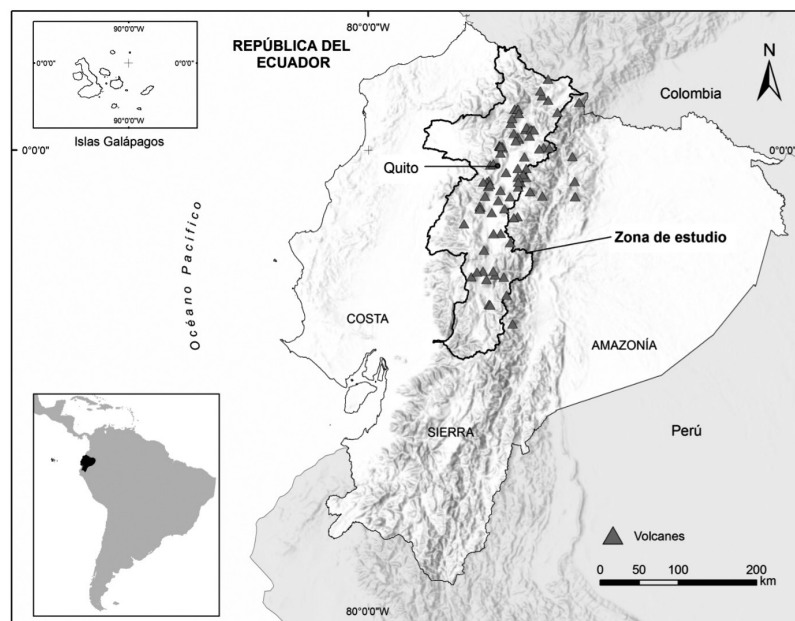 90°0'0"W
0°0'0"
0°0'0"
90°0'0"W
Islas Galápagos
80°0'0"W
REPÚBLICA DEL
ECUADOR
N
Colombia
0°0'0"
0°0'0"
Quito
Zona de estudio
Océano Pacífico
COSTA
AMAZONÍA
SIERRA
Perú
Volcanes
0 50 100 200
km
80°0'0"W